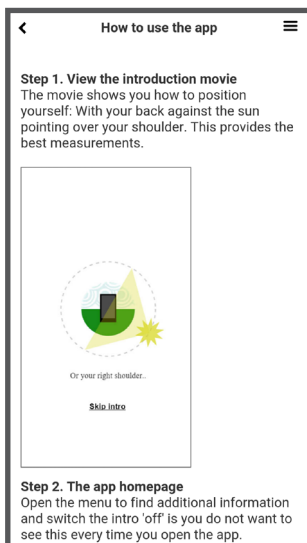 How to use the app
Step 1. View the introduction movie
The movie shows you how to position
yourself: With your back against the sun
pointing over your shoulder. This provides the
best measurements.
Or your right shoulder..
Skip intro
Step 2. The app homepage
Open the menu to find additional information
and switch the intro 'off' is you do not want to
see this every time you open the app.